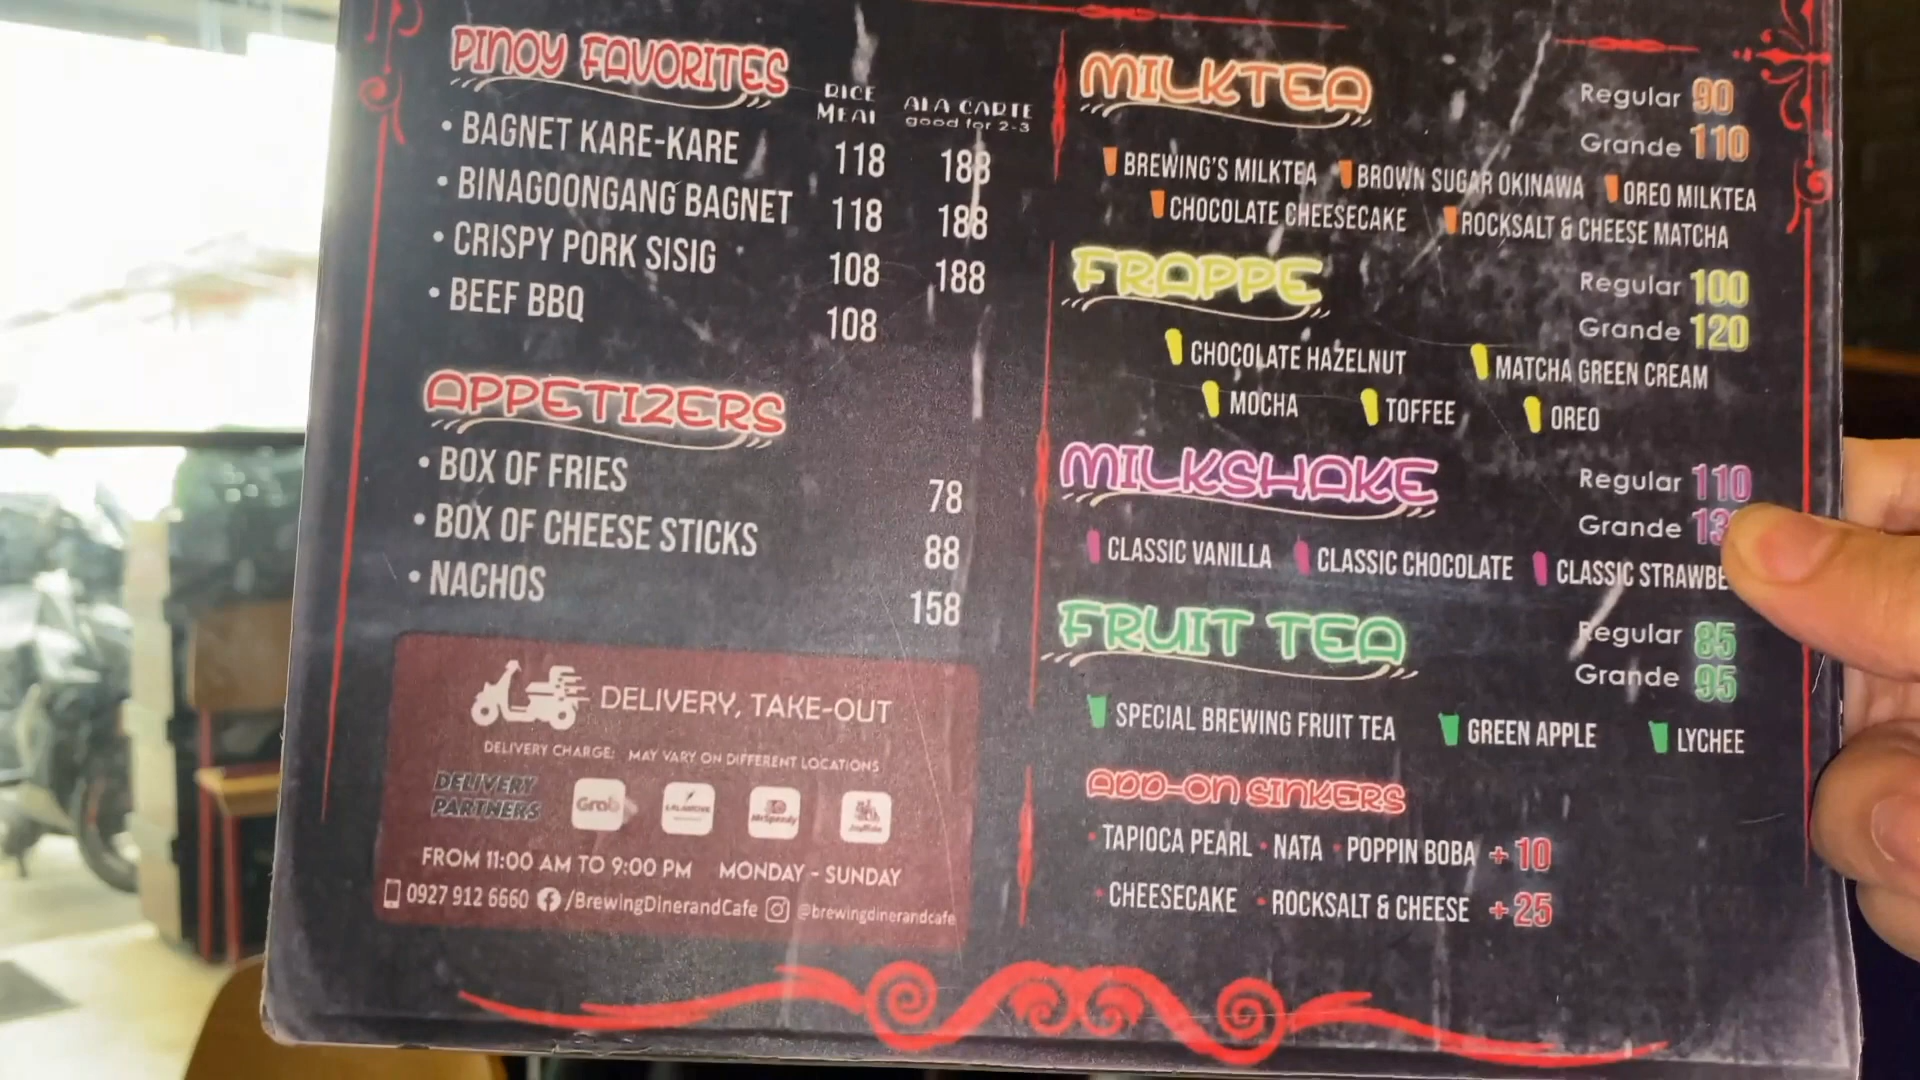 PINOY FAVORITES
RICE MEAL
ALA CARTE
good for 2-3
• BAGNET KARE-KARE 118 188
• BINAGOONGANG BAGNET 118 188
• CRISPY PORK SISIG 108 188
• BEEF BBQ 108
APPETIZERS
• BOX OF FRIES 78
• BOX OF CHEESE STICKS 88
• NACHOS 158
DELIVERY, TAKE-OUT
DELIVERY CHARGE: MAY VARY ON DIFFERENT LOCATIONS
DELIVERY PARTNERS
Grab LALAMOVE MrSpeedy JoyRide
FROM 11:00 AM TO 9:00 PM MONDAY - SUNDAY
0927 912 6660 /BrewingDinerandCafe @brewingdinerandcafe
MILKTEA
Regular 90
Grande 110
BREWING'S MILKTEA BROWN SUGAR OKINAWA OREO MILKTEA
CHOCOLATE CHEESECAKE ROCKSALT & CHEESE MATCHA
FRAPPE
Regular 100
Grande 120
CHOCOLATE HAZELNUT MATCHA GREEN CREAM
MOCHA TOFFEE OREO
MILKSHAKE
Regular 110
Grande
CLASSIC VANILLA CLASSIC CHOCOLATE CLASSIC
FRUIT TEA
Regular 85
Grande 95
SPECIAL BREWING FRUIT TEA GREEN APPLE LYCHEE
ADD-ON SINKERS
• TAPIOCA PEARL • NATA • POPPIN BOBA + 10
• CHEESECAKE • ROCKSALT & CHEESE + 25